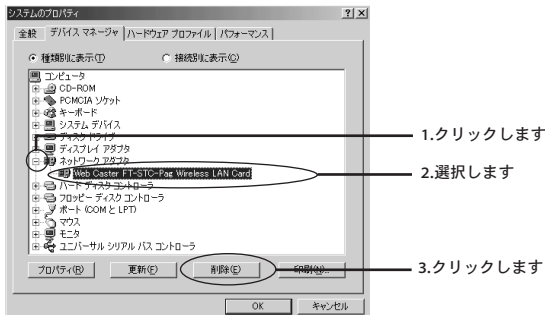 システムのプロパティ
全般 デバイス マネージャ ハードウェア プロファイル パフォーマンス
種類別に表示(T) 接続別に表示(C)
コンピュータ
CD-ROM
PCMCIA ソケット
キーボード
システム デバイス
ディスク ドライブ
ディスプレイ アダプタ
ネットワーク アダプタ
Web Caster FT-STC-Pag Wireless LAN Card
ハード ディスク コントローラ
フロッピー ディスク コントローラ
ポート (COM と LPT)
マウス
モニタ
ユニバーサル シリアル バス コントローラ
プロパティ(R) 更新(F) 削除(E) 印刷(N)...
OK キャンセル
1.クリックします
2.選択します
3.クリックします